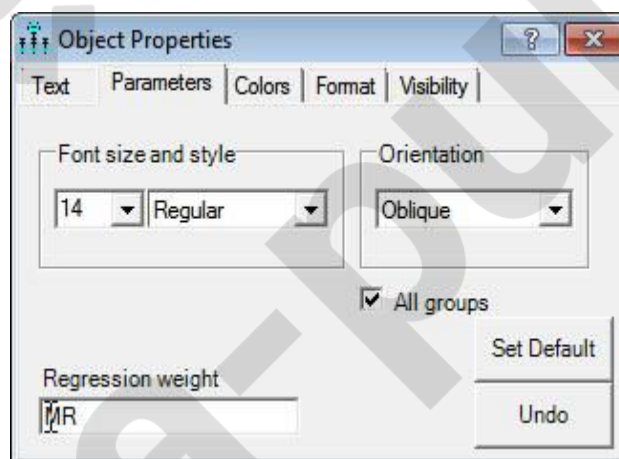 Object Properties
Text Parameters Colors Format Visibility
Font size and style
Orientation
14 Regular
Oblique
All groups
Set Default
Regression weight
MR
Undo